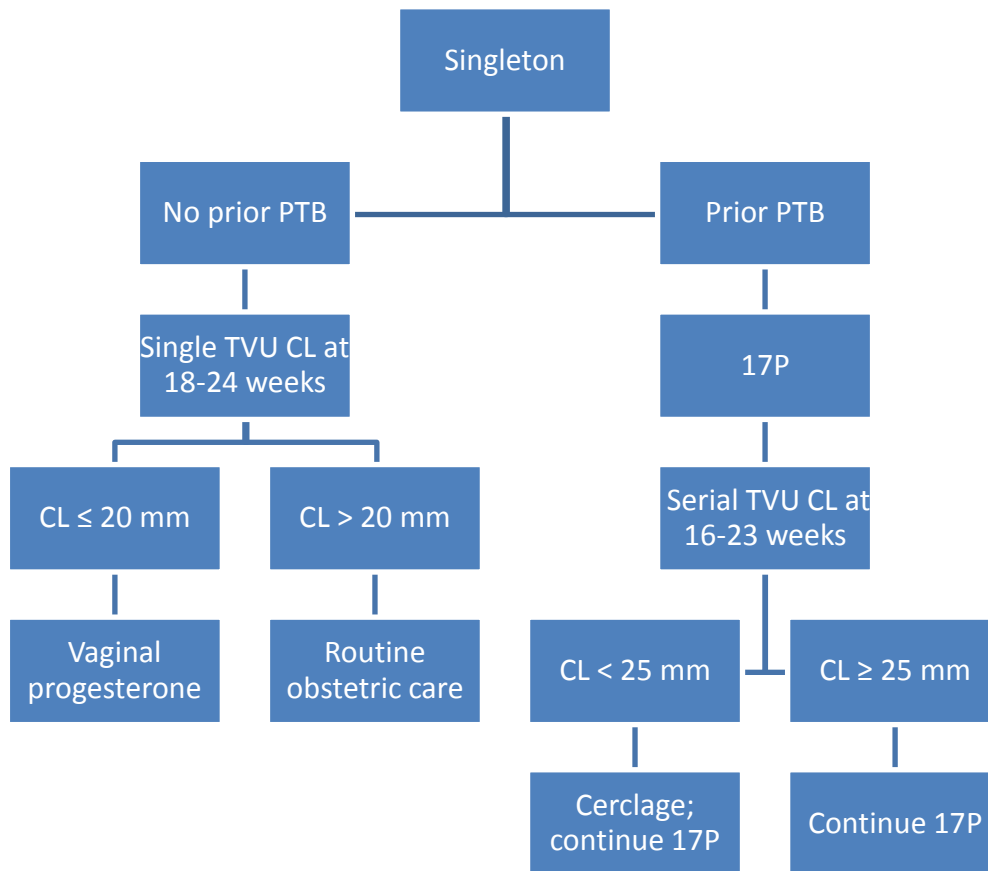 Singleton
No prior PTB
Prior PTB
Single TVU CL at
18-24 weeks
17P
CL ≤ 20 mm
CL > 20 mm
Serial TVU CL at
16-23 weeks
Vaginal
progesterone
Routine
obstetric care
CL < 25 mm
CL ≥ 25 mm
Cerclage;
continue 17P
Continue 17P